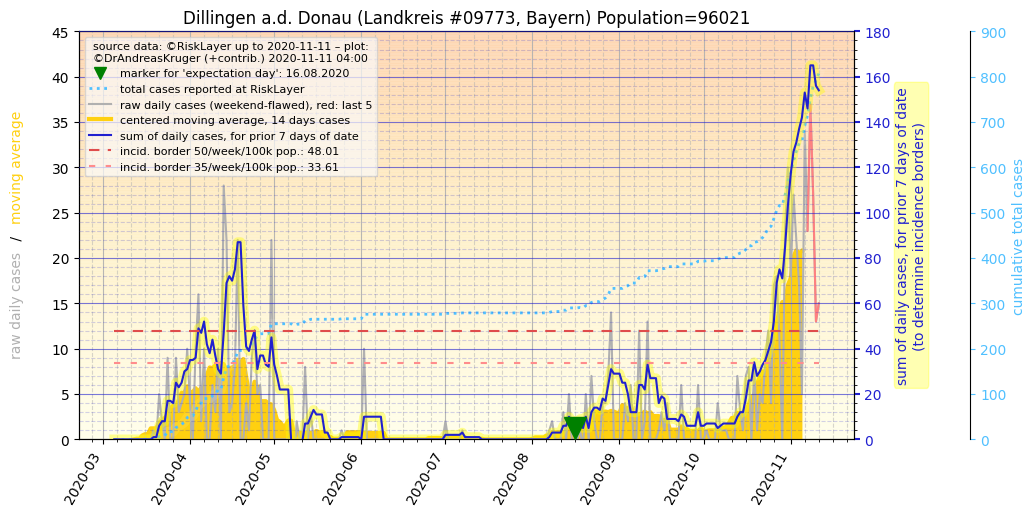 Dillingen a.d. Donau (Landkreis #09773, Bayern) Population=96021
source data: ©RiskLayer up to 2020-11-11 – plot:
©DrAndreasKruger (+contrib.) 2020-11-11 04:00
marker for 'expectation day': 16.08.2020
total cases reported at RiskLayer
raw daily cases (weekend-flawed), red: last 5
centered moving average, 14 days cases
sum of daily cases, for prior 7 days of date
incid. border 50/week/100k pop.: 48.01
incid. border 35/week/100k pop.: 33.61
raw daily cases / moving average
45
40
35
30
25
20
15
10
5
0
2020-03
2020-04
2020-05
2020-06
2020-07
2020-08
2020-09
2020-10
2020-11
180
160
140
120
100
80
60
40
20
0
sum of daily cases, for prior 7 days of date
(to determine incidence borders)
900
800
700
600
500
400
300
200
100
0
cumulative total cases